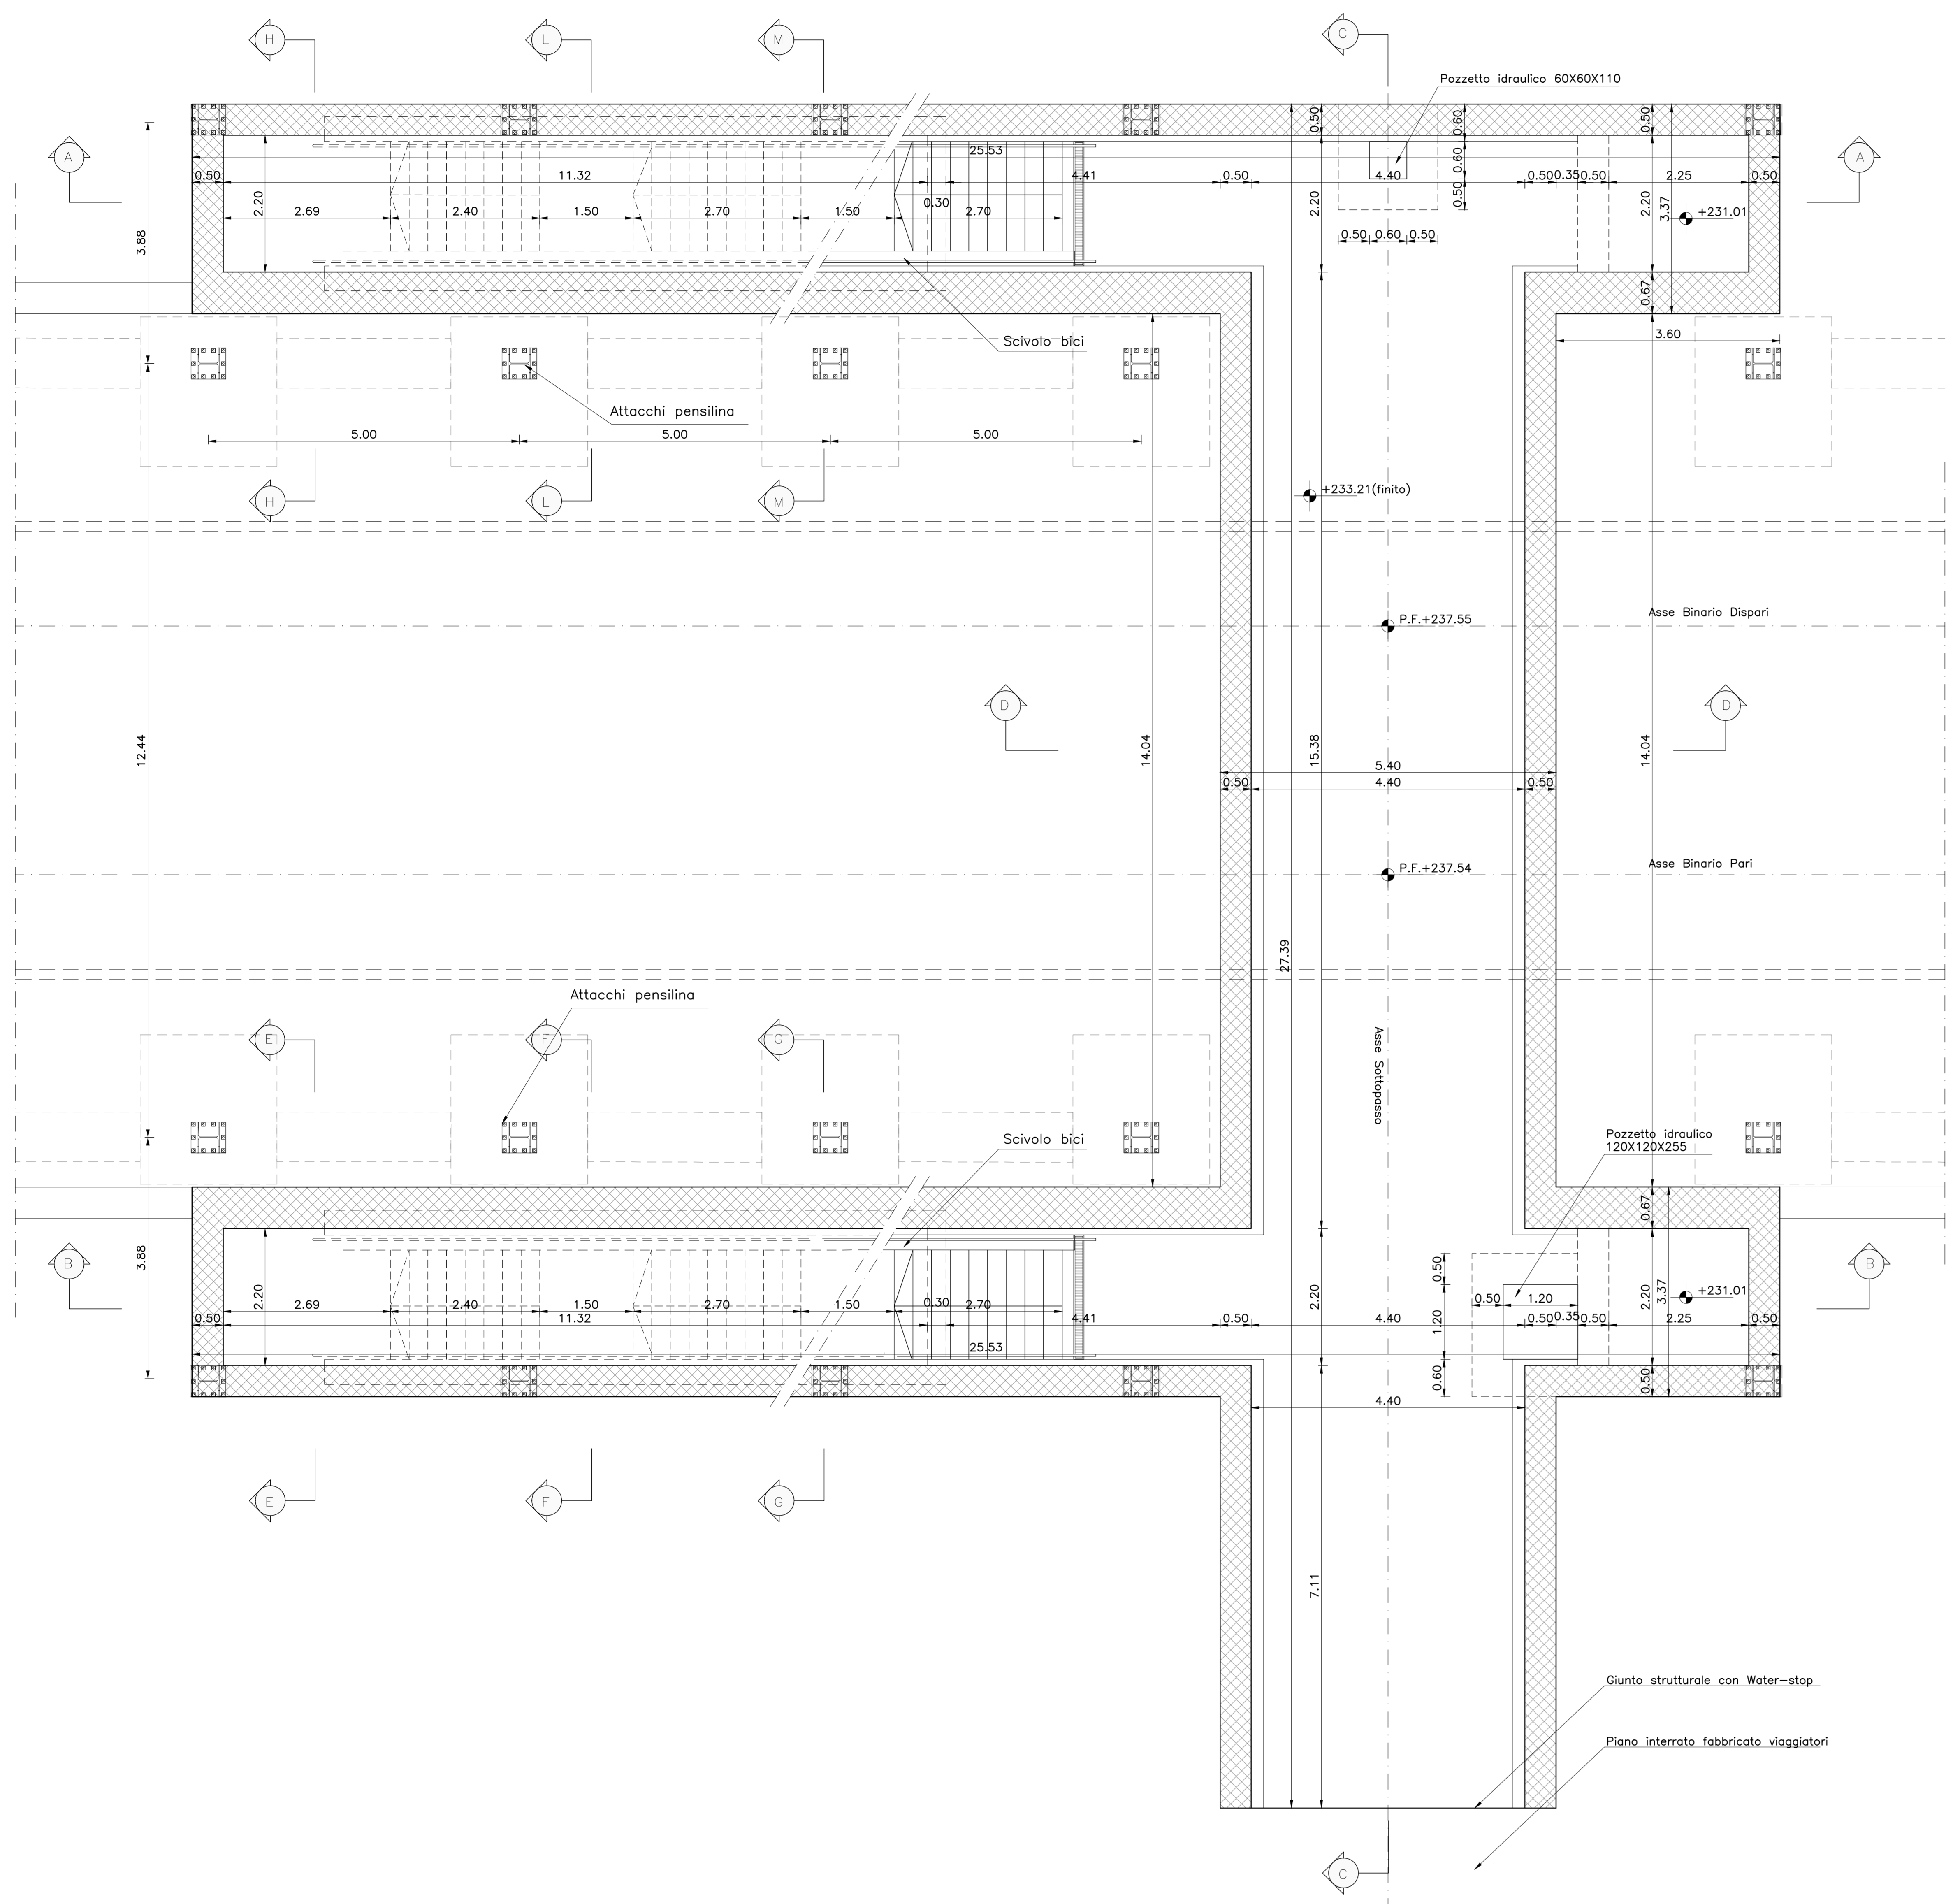 H
L
M
C
Pozzetto idraulico 60X60X110
0.50
0.60
0.50
A
A
25.53
0.60
0.50
11.32
4.41
0.50
4.40
0.50
0.50
0.35
0.50
2.25
0.50
2.20
2.69
2.40
1.50
2.70
1.50
0.30
2.70
2.20
2.20
3.37
+231.01
3.88
0.50
0.60
0.50
0.67
Scivolo bici
3.60
Attacchi pensilina
5.00
5.00
5.00
H
L
M
+233.21(finito)
Asse Binario Dispari
P.F.+237.55
D
D
12.44
14.04
15.38
14.04
5.40
0.50
4.40
0.50
Asse Binario Pari
P.F.+237.54
27.39
Attacchi pensilina
E
F
G
Asse Sottopasso
Scivolo bici
Pozzetto idraulico
120X120X255
0.67
3.88
B
B
2.20
2.20
0.50
2.20
3.37
+231.01
2.69
2.40
1.50
2.70
1.50
0.30
2.70
0.50
1.20
1.20
0.50
11.32
4.41
0.50
4.40
0.50
0.35
0.50
2.25
0.50
25.53
0.60
0.50
4.40
E
F
G
7.11
Giunto strutturale con Water-stop
Piano interrato fabbricato viaggiatori
C